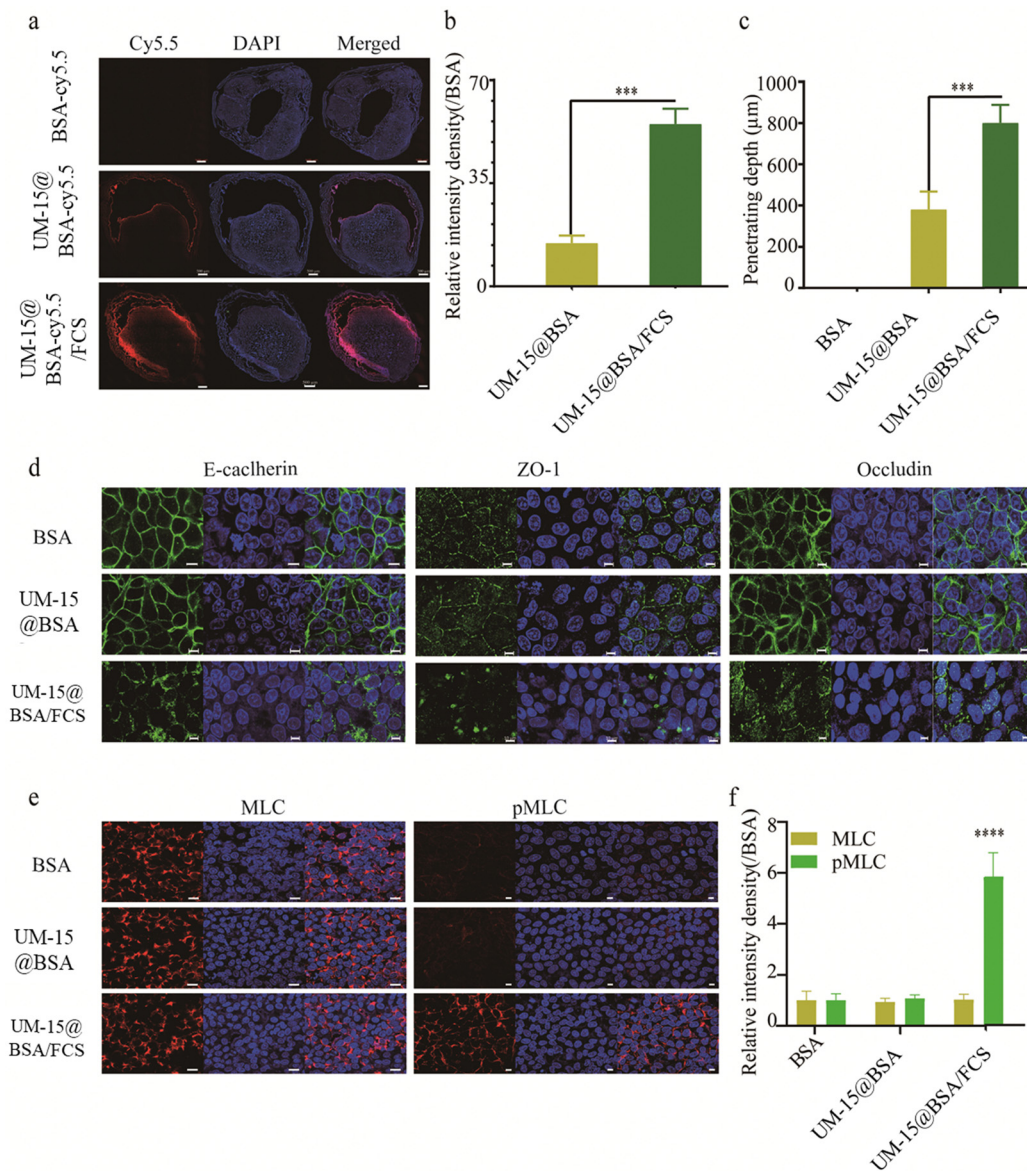 a
Cy5.5
DAPI
Merged
BSA-cy5.5
UM-15@
BSA-cy5.5
UM-15@
BSA-cy5.5
/FCS
b
Relative intensity density(/BSA)
70
35
0
***
UM-15@BSA
UM-15@BSA/FCS
c
Penetrating depth (μm)
1000
800
600
400
200
0
***
BSA
UM-15@BSA
UM-15@BSA/FCS
d
E-caclherin
ZO-1
Occludin
BSA
UM-15
@BSA
UM-15@
BSA/FCS
e
MLC
pMLC
BSA
UM-15
@BSA
UM-15@
BSA/FCS
f
Relative intensity density(/BSA)
8
6
4
2
0
MLC
pMLC
****
BSA
UM-15@BSA
UM-15@BSA/FCS